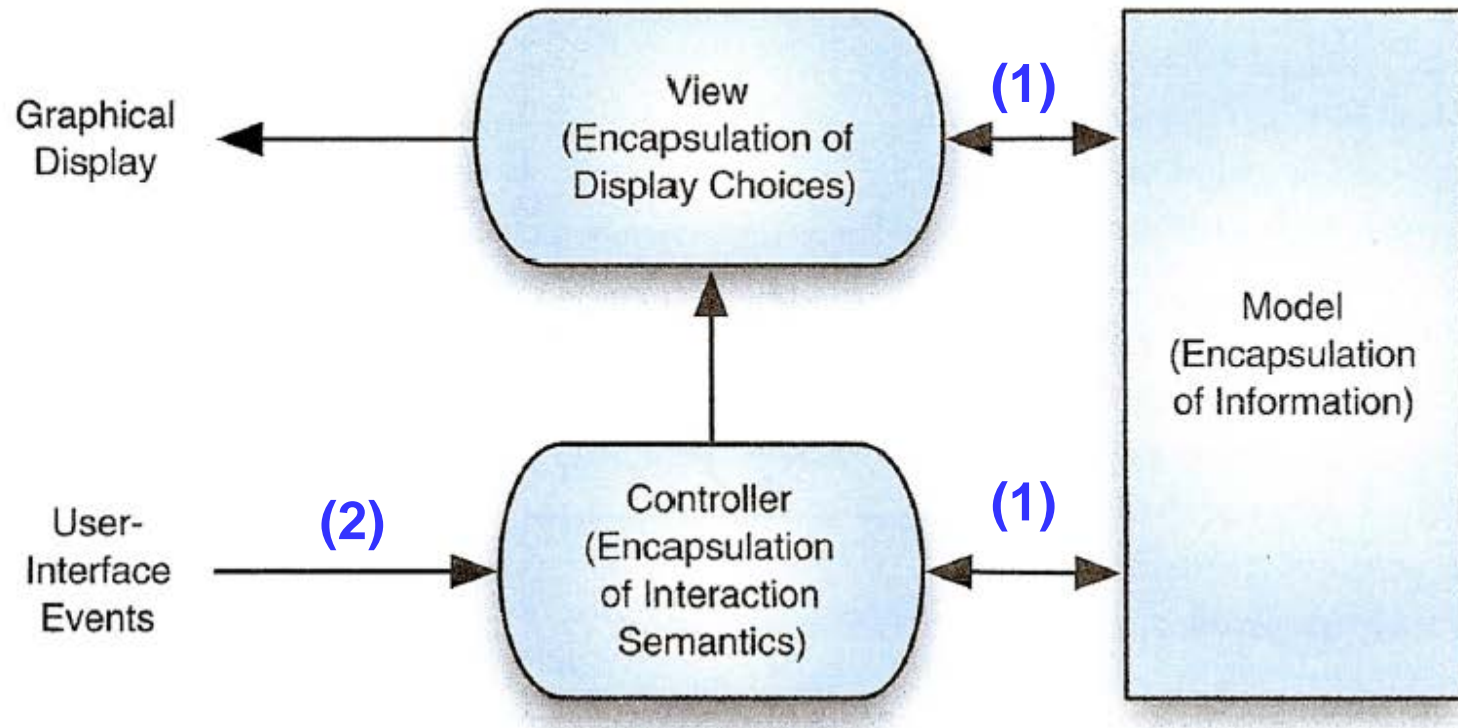 Graphical
Display
View
(Encapsulation of
Display Choices)
(1)
Model
(Encapsulation
of Information)
User-
Interface
Events
(2)
Controller
(Encapsulation
of Interaction
Semantics)
(1)